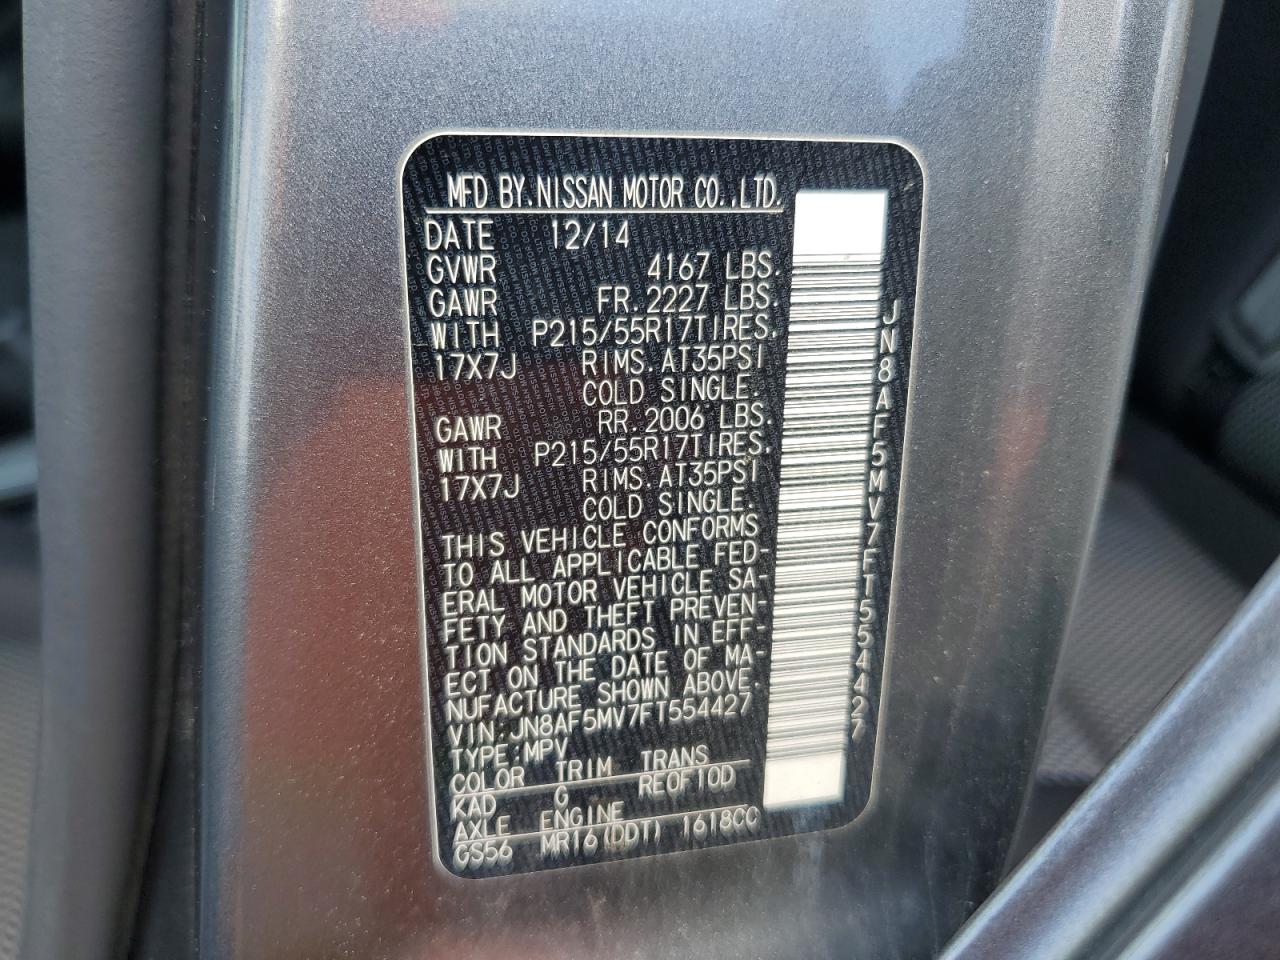 MFD BY.NISSAN MOTOR CO.,LTD.
DATE 12/14
GVWR 4167 LBS.
GAWR FR.2227 LBS.
WITH P215/55R17TIRES.
17X7J RIMS.AT35PSI
COLD SINGLE.
GAWR RR.2006 LBS.
WITH P215/55R17TIRES.
17X7J RIMS.AT35PSI
COLD SINGLE.
THIS VEHICLE CONFORMS
TO ALL APPLICABLE FED-
ERAL MOTOR VEHICLE SA-
FETY AND THEFT PREVEN-
TION STANDARDS IN EFF-
ECT ON THE DATE OF MA-
NUFACTURE SHOWN ABOVE.
VIN:JN8AF5MV7FT554427
TYPE:MPV
COLOR TRIM TRANS
KAD G RE0F10D
AXLE ENGINE
GS56 MR16(DDT) 1618CC
JN8AF5MV7FT554427